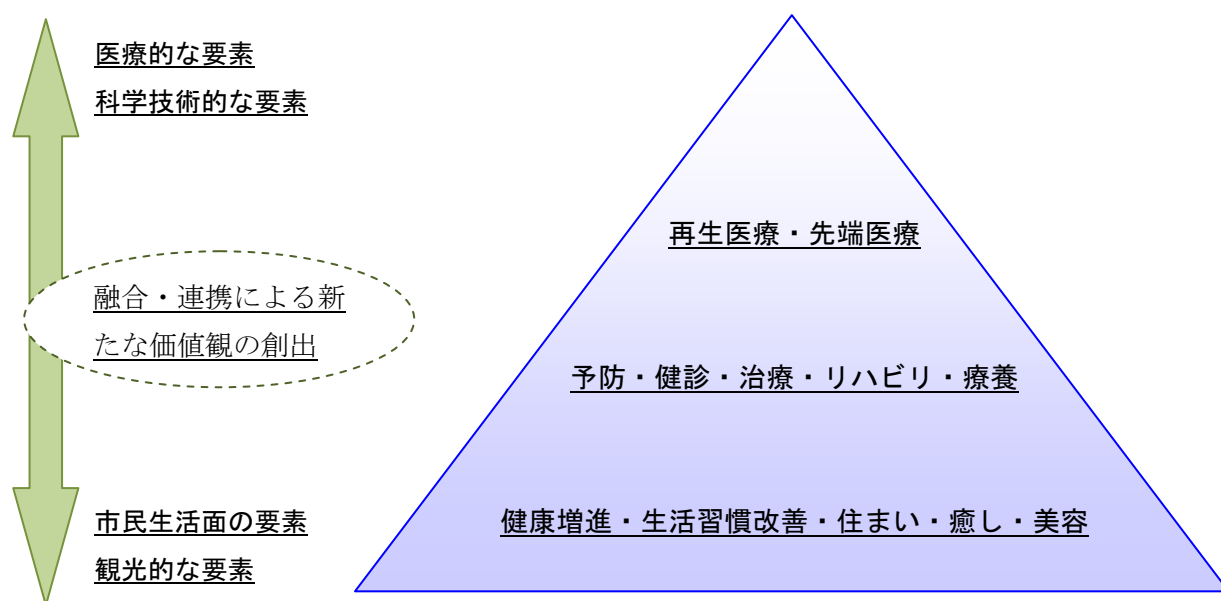 医療的な要素
科学技術的な要素
再生医療・先端医療
融合・連携による新
たな価値観の創出
予防・健診・治療・リハビリ・療養
市民生活面の要素
健康増進・生活習慣改善・住まい・癒し・美容
観光的な要素